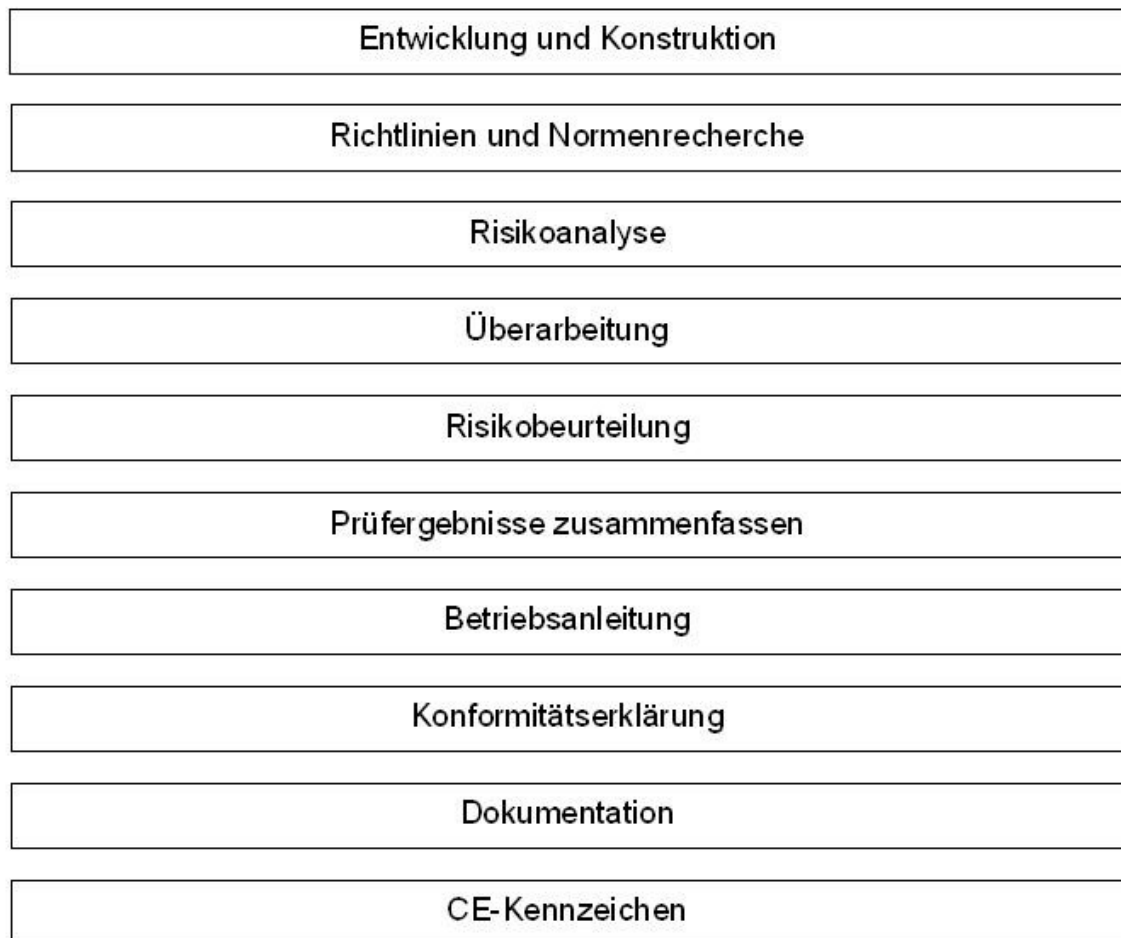 Entwicklung und Konstruktion
Richtlinien und Normenrecherche
Risikoanalyse
Überarbeitung
Risikobeurteilung
Prüfergebnisse zusammenfassen
Betriebsanleitung
Konformitätserklärung
Dokumentation
CE-Kennzeichen